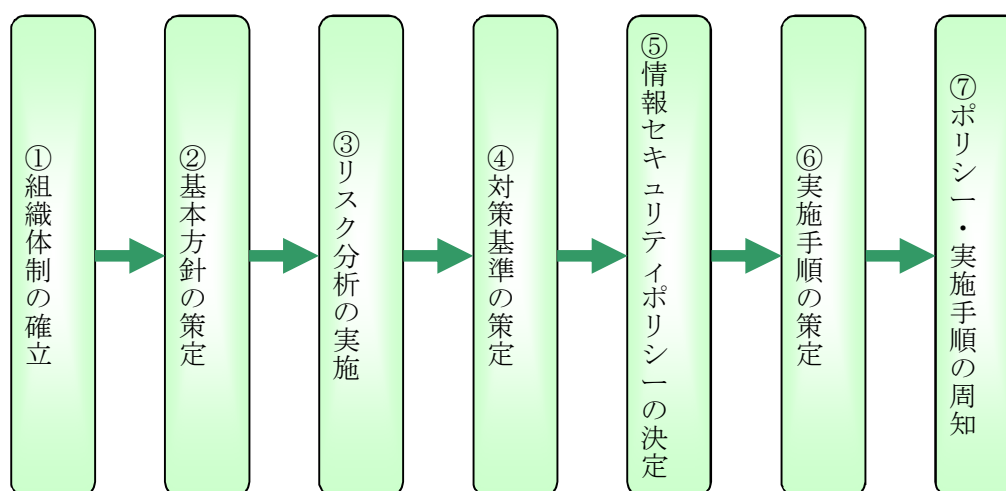 ①組織体制の確立
②基本方針の策定
③リスク分析の実施
④対策基準の策定
⑤情報セキュリティポリシーの決定
⑥実施手順の策定
⑦ポリシー・実施手順の周知